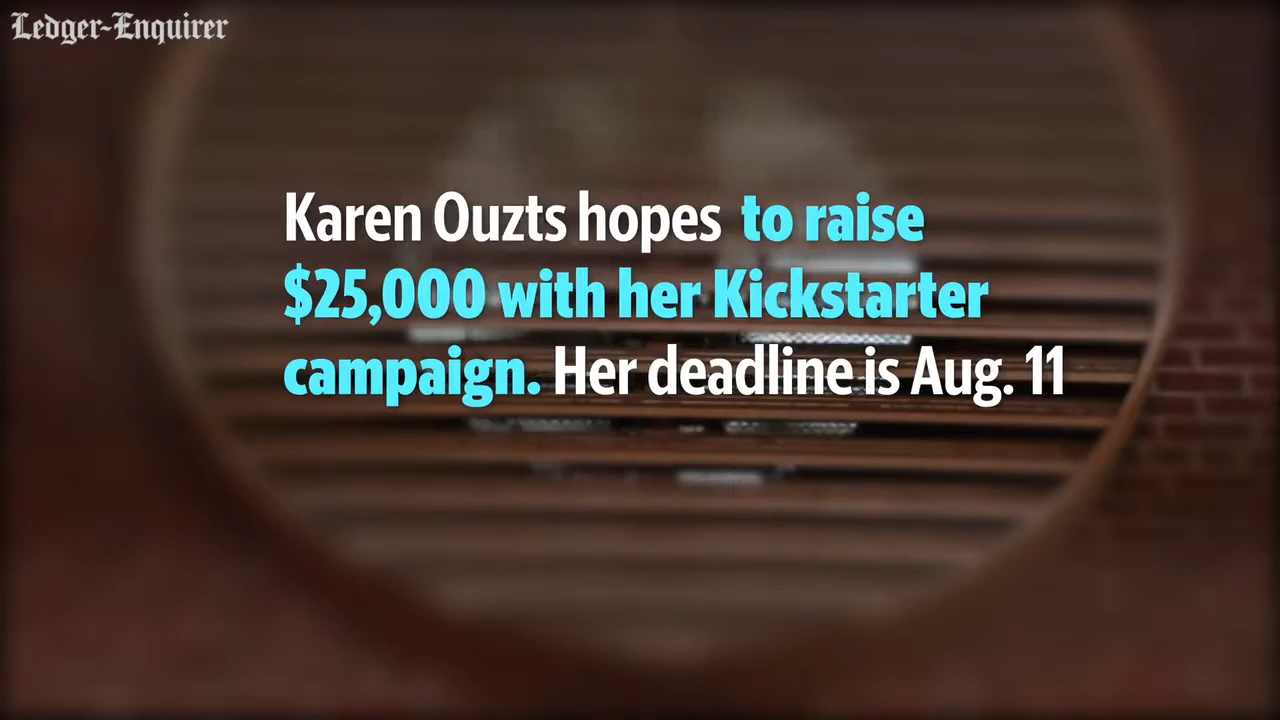 Ledger-Enquirer
Karen Ouzts hopes to raise
$25,000 with her Kickstarter
campaign. Her deadline is Aug. 11